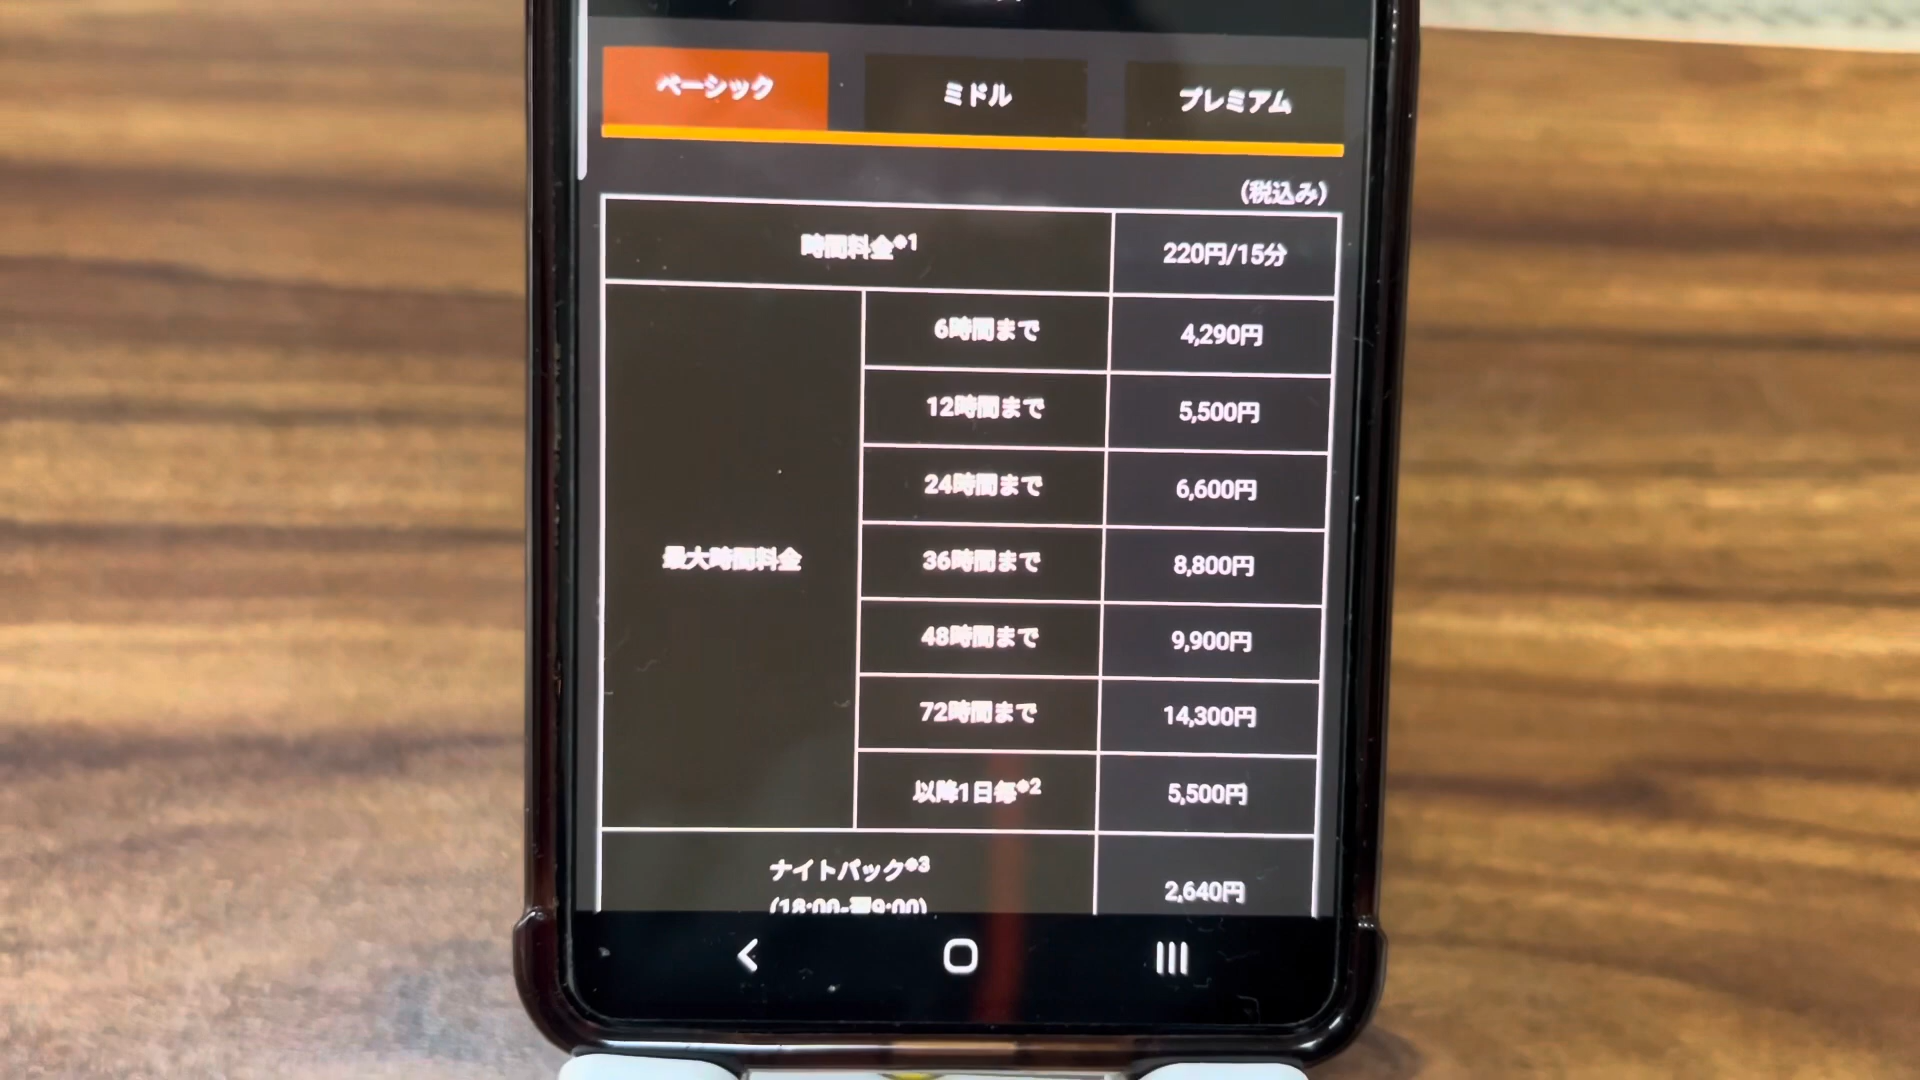 ベーシック ミドル プレミアム
(税込み)
時間料金※1 220円/15分
6時間まで 4,290円
12時間まで 5,500円
24時間まで 6,600円
最大時間料金 36時間まで 8,800円
48時間まで 9,900円
72時間まで 14,300円
以降1日毎※2 5,500円
ナイトパック※3 2,640円
(18:00-翌9:00)